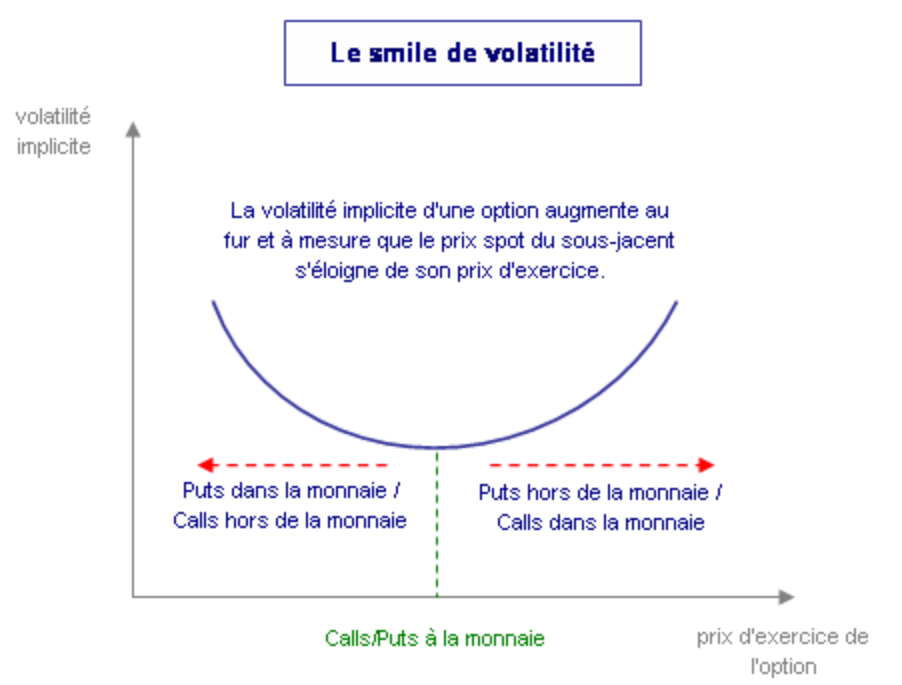 Le smile de volatilité
volatilité
implicite
La volatilité implicite d'une option augmente au
fur et à mesure que le prix spot du sous-jacent
s'éloigne de son prix d'exercice.
Puts dans la monnaie /
Calls hors de la monnaie
Puts hors de la monnaie /
Calls dans la monnaie
Calls/Puts à la monnaie
prix d'exercice de
l'option